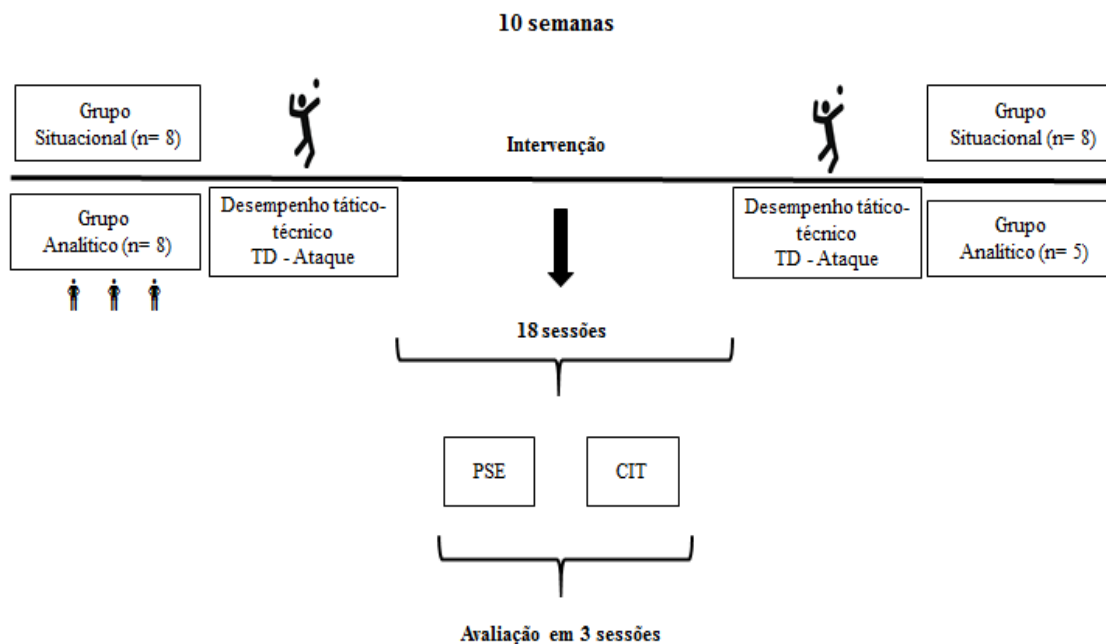 10 semanas
Grupo
Situacional (n= 8)
Intervenção
Grupo
Situacional (n= 8)
Grupo
Analítico (n= 8)
Desempenho tático-
técnico
TD - Ataque
Desempenho tático-
técnico
TD - Ataque
Grupo
Analítico (n= 5)
18 sessões
PSE
CIT
Avaliação em 3 sessões